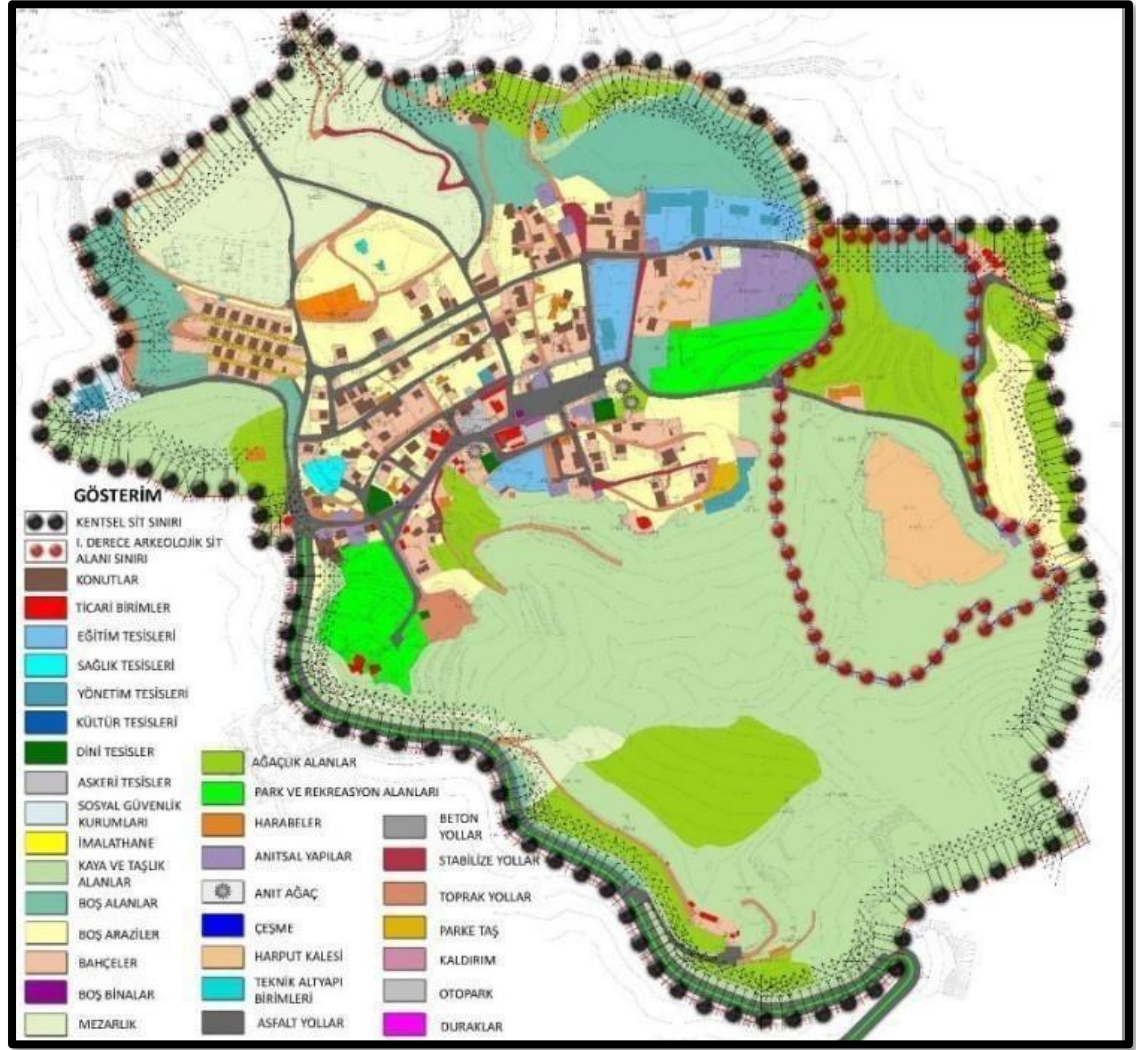 GÖSTERİM
KENTSEL SİT SINIRI
I. DERECE ARKEOLOJİK SİT
ALANI SINIRI
KONUTLAR
TİCARİ BİRİMLER
EĞİTİM TESİSLERİ
SAĞLIK TESİSLERİ
YÖNETİM TESİSLERİ
KÜLTÜR TESİSLERİ
DİNİ TESİSLER
ASKERİ TESİSLER
SOSYAL GÜVENLİK
KURUMLARI
İMALATHANE
KAYA VE TAŞLIK
ALANLAR
BOŞ ALANLAR
BOŞ ARAZİLER
BAHÇELER
BOŞ BİNALAR
MEZARLIK
AĞAÇLIK ALANLAR
PARK VE REKREASYON ALANLARI
HARABELER
ANITSAL YAPILAR
ANIT AĞAÇ
ÇEŞME
HARPUT KALESİ
TEKNİK ALTYAPI
BİRİMLERİ
ASFALT YOLLAR
BETON
YOLLAR
STABİLİZE YOLLAR
TOPRAK YOLLAR
PARKE TAŞ
KALDIRIM
OTOPARK
DURAKLAR